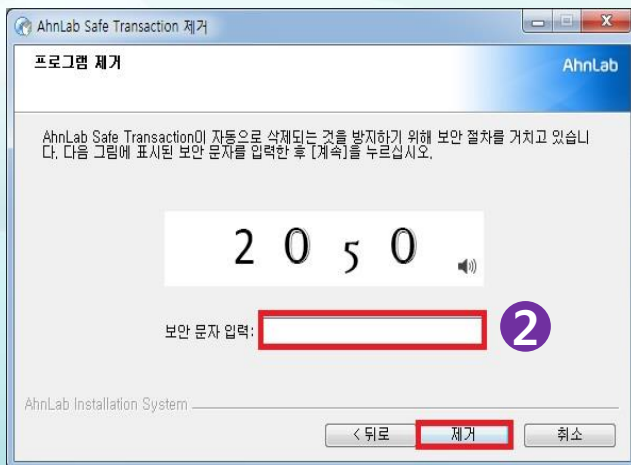 AhnLab Safe Transaction 제거
프로그램 제거
AhnLab
AhnLab Safe Transaction이 자동으로 삭제되는 것을 방지하기 위해 보안 절차를 거치고 있습니
다. 다음 그림에 표시된 보안 문자를 입력한 후 [계속]을 누르십시오.
2 0 5 0
보안 문자 입력:
2
AhnLab Installation System
< 뒤로 제거 취소